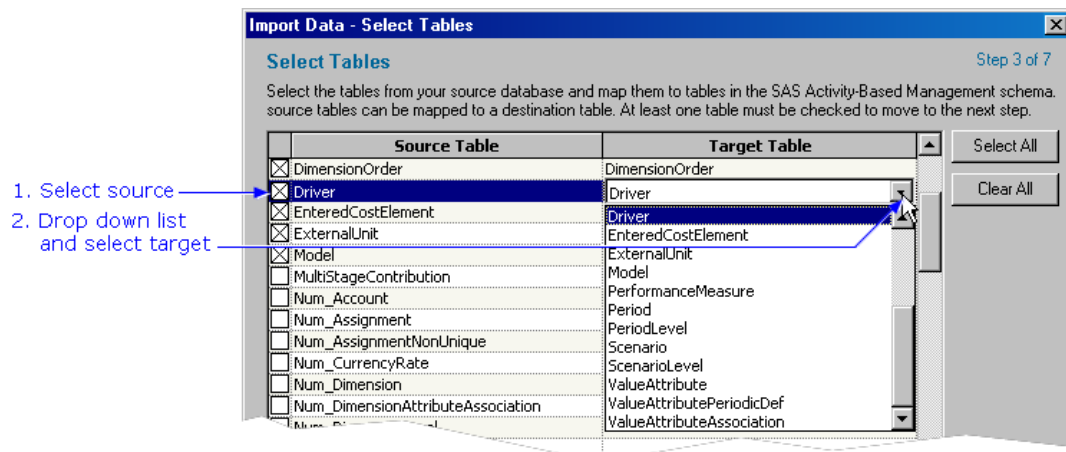 Import Data - Select Tables
Select Tables
Step 3 of 7
Select the tables from your source database and map them to tables in the SAS Activity-Based Management schema.
source tables can be mapped to a destination table. At least one table must be checked to move to the next step.
Source Table Target Table
Select All
DimensionOrder DimensionOrder
1. Select source
Driver Driver
Clear All
2. Drop down list
and select target
EnteredCostElement Driver
ExternalUnit EnteredCostElement
Model ExternalUnit
MultiStageContribution Model
Num_Account PerformanceMeasure
Num_Assignment Period
Num_AssignmentNonUnique PeriodLevel
Num_CurrencyRate Scenario
Num_Dimension ScenarioLevel
Num_DimensionAttributeAssociation ValueAttribute
ValueAttributePeriodicDef
ValueAttributeAssociation